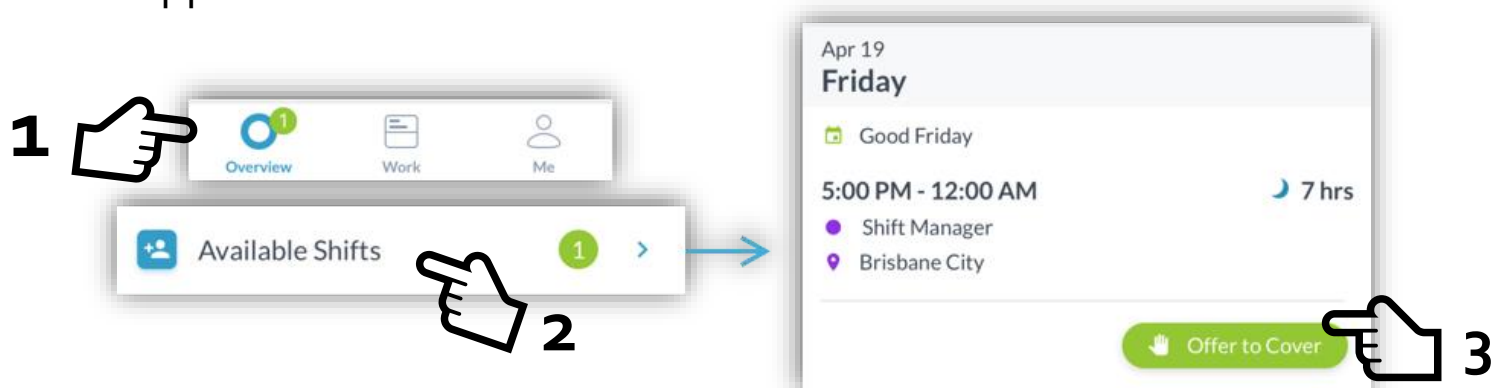 1
1
Overview Work Me
Available Shifts 1
2
Apr 19
Friday
Good Friday
5:00 PM - 12:00 AM 7 hrs
Shift Manager
Brisbane City
Offer to Cover
3